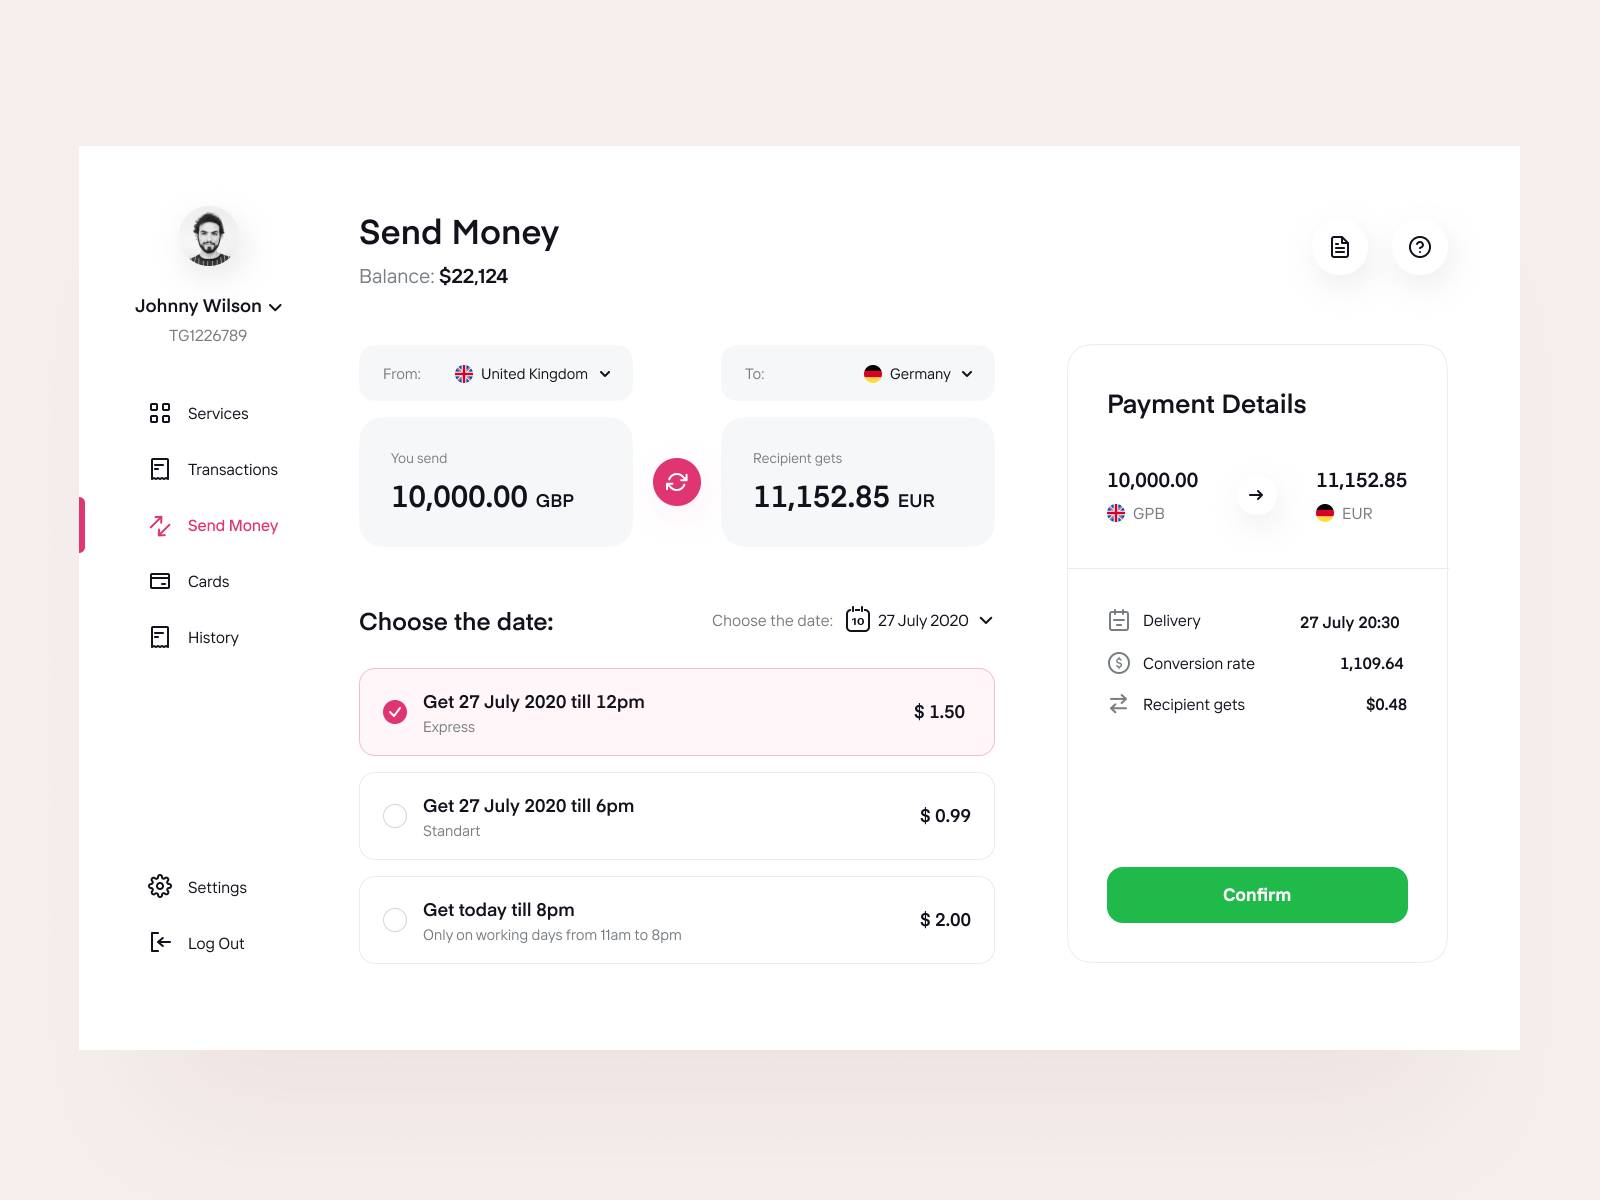 Johnny Wilson
TG1226789
Services
Transactions
Send Money
Cards
History
Settings
Log Out
Send Money
Balance: $22,124
From: United Kingdom
To: Germany
You send
10,000.00 GBP
Recipient gets
11,152.85 EUR
Choose the date:
Choose the date: 10 27 July 2020
Get 27 July 2020 till 12pm
Express
$ 1.50
Get 27 July 2020 till 6pm
Standart
$ 0.99
Get today till 8pm
Only on working days from 11am to 8pm
$ 2.00
Payment Details
10,000.00 11,152.85
GPB EUR
Delivery 27 July 20:30
Conversion rate 1,109.64
Recipient gets $0.48
Confirm